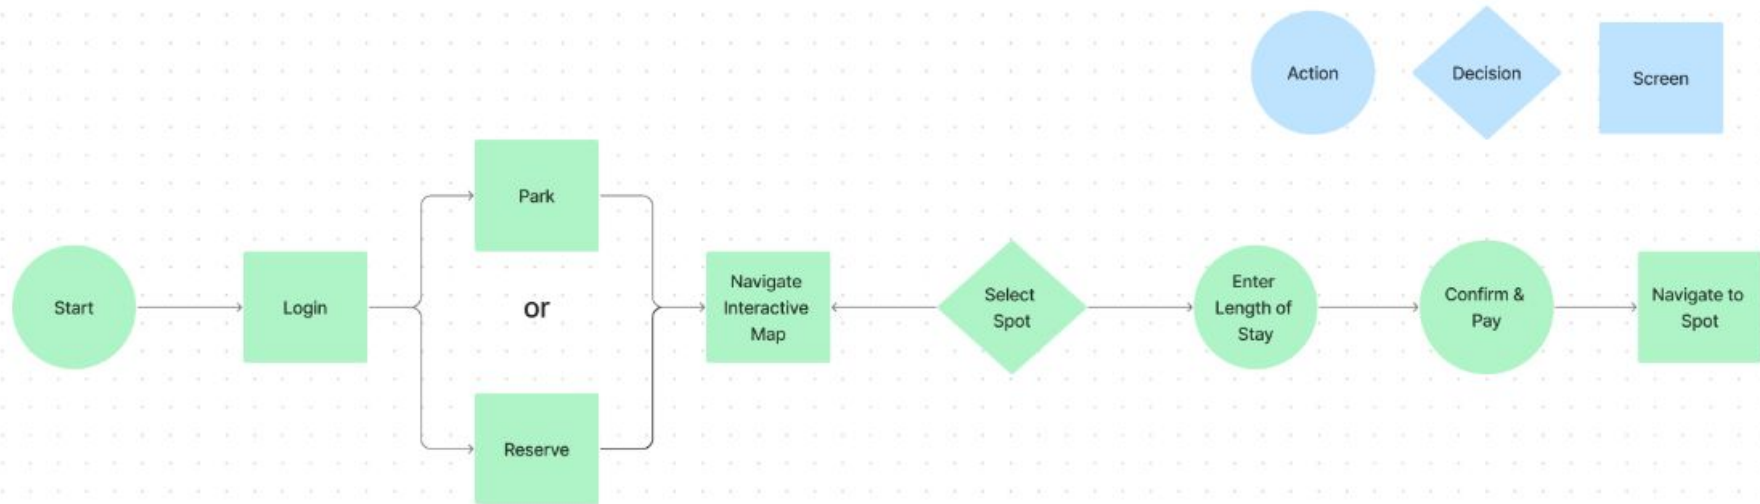 Action
Decision
Screen
Park
Start
Login
or
Navigate
Interactive
Map
Select
Spot
Enter
Length of
Stay
Confirm &
Pay
Navigate to
Spot
Reserve